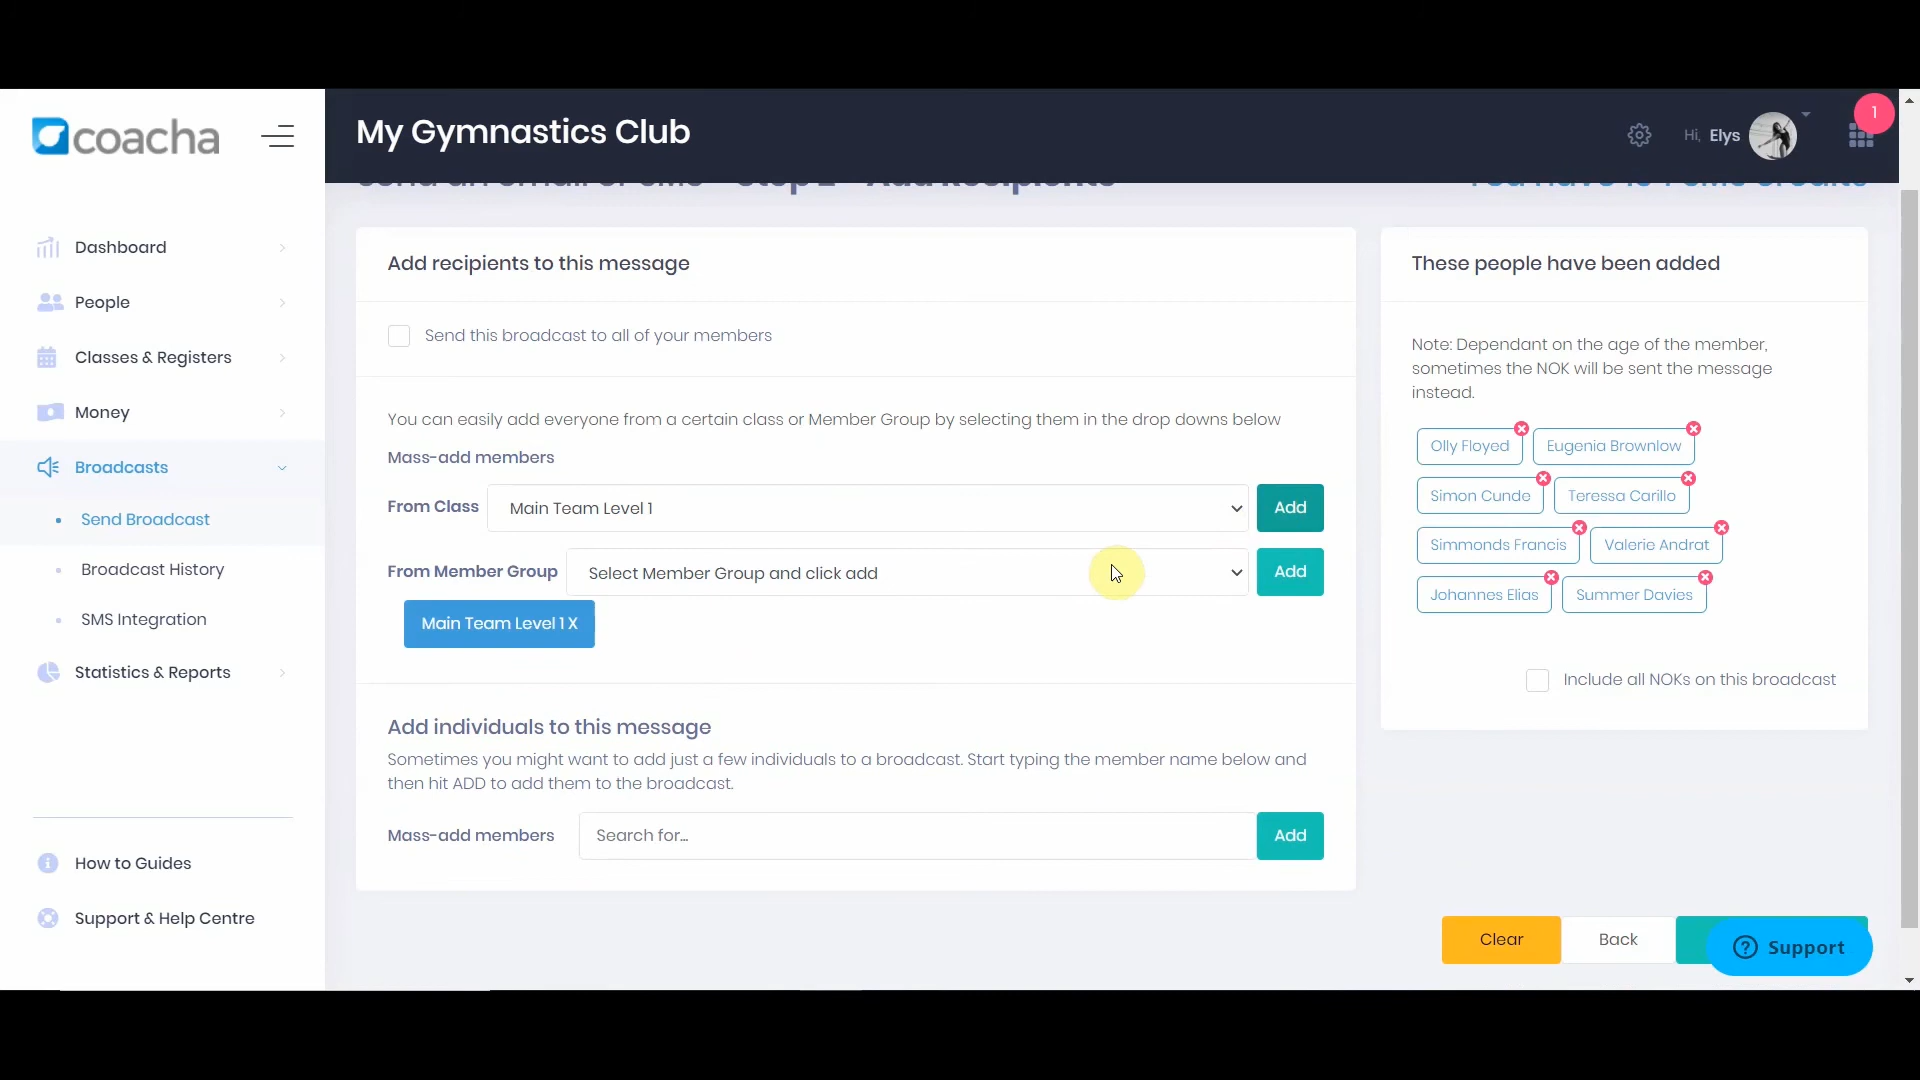 coacha
My Gymnastics Club
Hi, Elys
1
Dashboard
People
Classes & Registers
Money
Broadcasts
Send Broadcast
Broadcast History
SMS Integration
Statistics & Reports
How to Guides
Support & Help Centre
Add recipients to this message
Send this broadcast to all of your members
You can easily add everyone from a certain class or Member Group by selecting them in the drop downs below
Mass-add members
From Class Main Team Level 1 Add
From Member Group Select Member Group and click add Add
Main Team Level 1 X
Add individuals to this message
Sometimes you might want to add just a few individuals to a broadcast. Start typing the member name below and
then hit ADD to add them to the broadcast.
Mass-add members Search for... Add
These people have been added
Note: Dependant on the age of the member,
sometimes the NOK will be sent the message
instead.
Olly Floyed Eugenia Brownlow
Simon Cunde Teressa Carillo
Simmonds Francis Valerie Andrat
Johannes Elias Summer Davies
Include all NOKs on this broadcast
Clear Back
Support